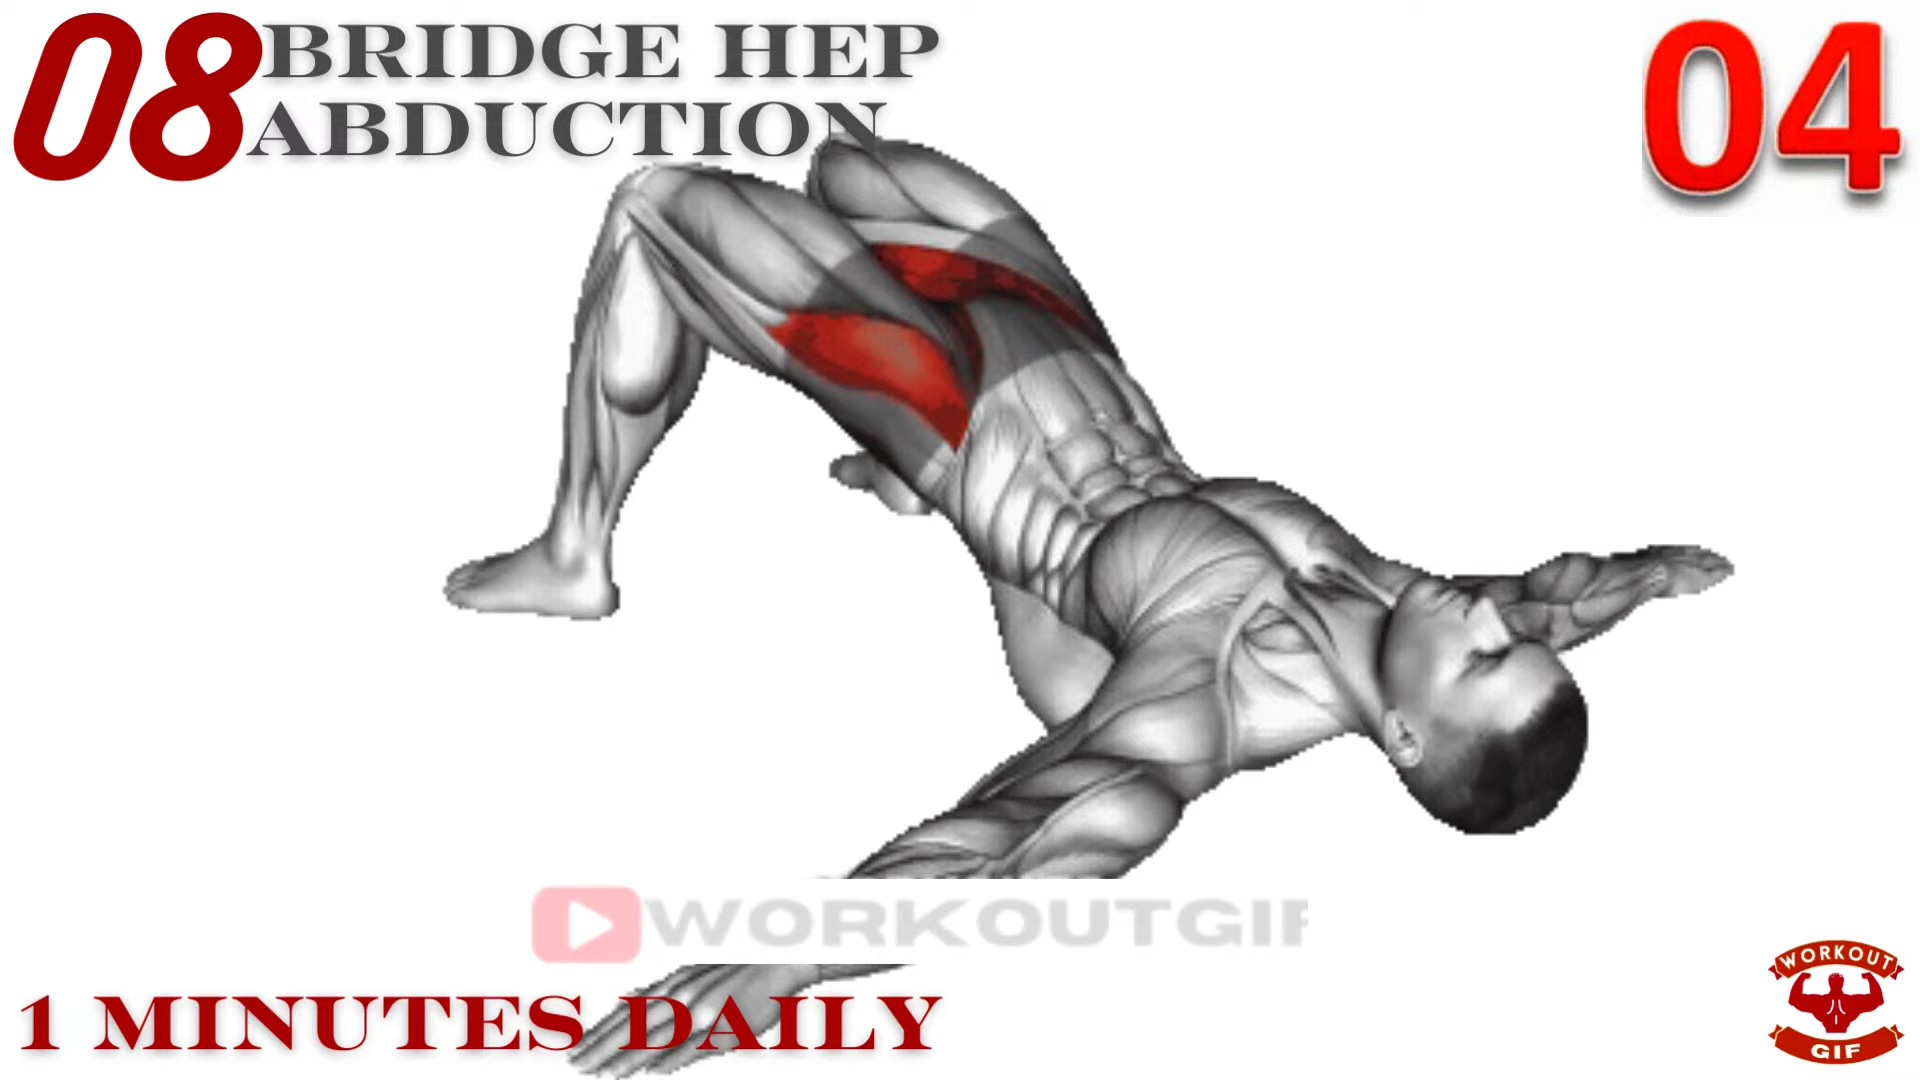 08 BRIDGE HEP
ABDUCTION
04
WORKOUTGIF
1 MINUTES DAILY
WORKOUT
GIF